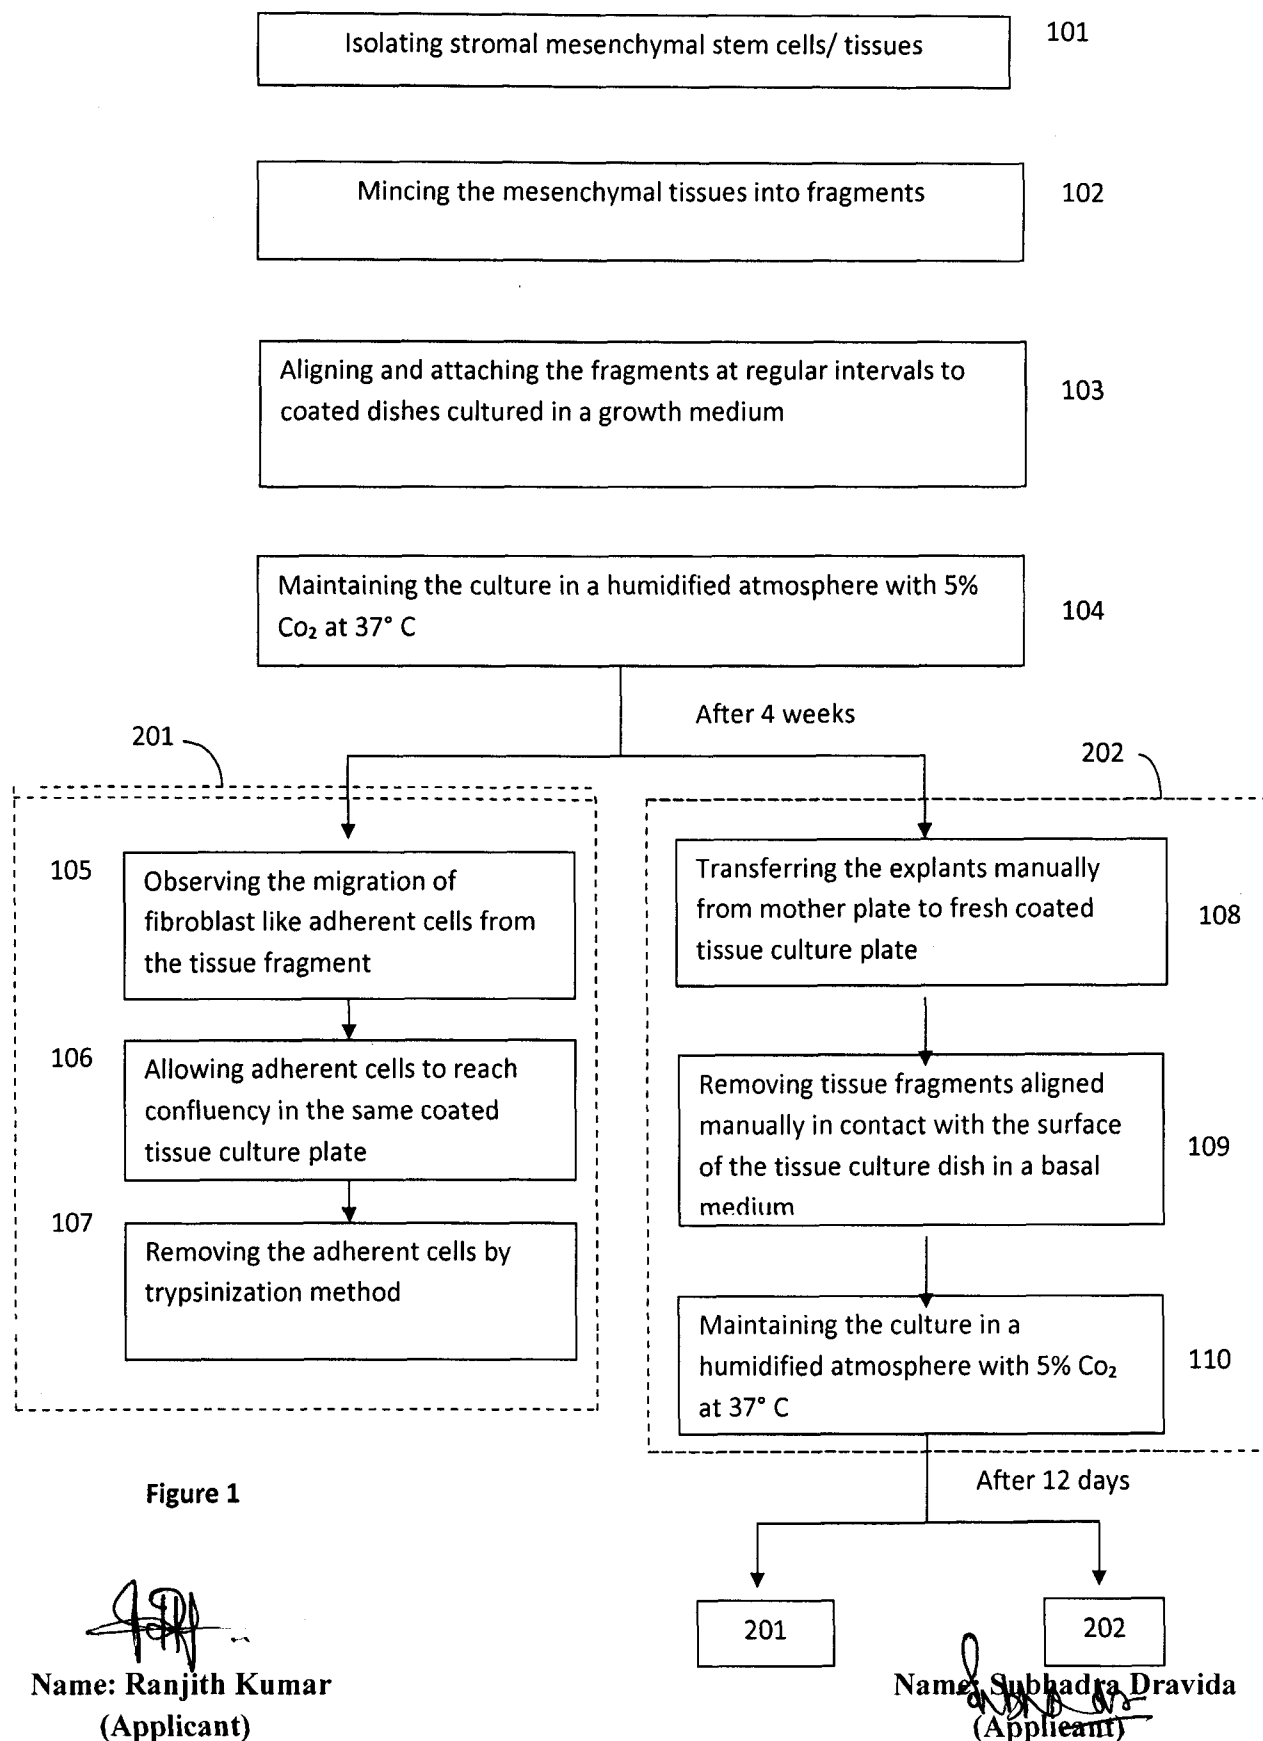 Isolating stromal mesenchymal stem cells/ tissues
101
Mincing the mesenchymal tissues into fragments
102
Aligning and attaching the fragments at regular intervals to
coated dishes cultured in a growth medium
103
Maintaining the culture in a humidified atmosphere with 5%
Co₂ at 37° C
104
After 4 weeks
201
202
105
Observing the migration of
fibroblast like adherent cells from
the tissue fragment
106
Allowing adherent cells to reach
confluency in the same coated
tissue culture plate
107
Removing the adherent cells by
trypsinization method
Transferring the explants manually
from mother plate to fresh coated
tissue culture plate
108
Removing tissue fragments aligned
manually in contact with the surface
of the tissue culture dish in a basal
medium
109
Maintaining the culture in a
humidified atmosphere with 5% Co₂
at 37° C
110
After 12 days
201
202
Figure 1
Name: Ranjith Kumar
(Applicant)
Name: Subhadra Dravida
(Applicant)